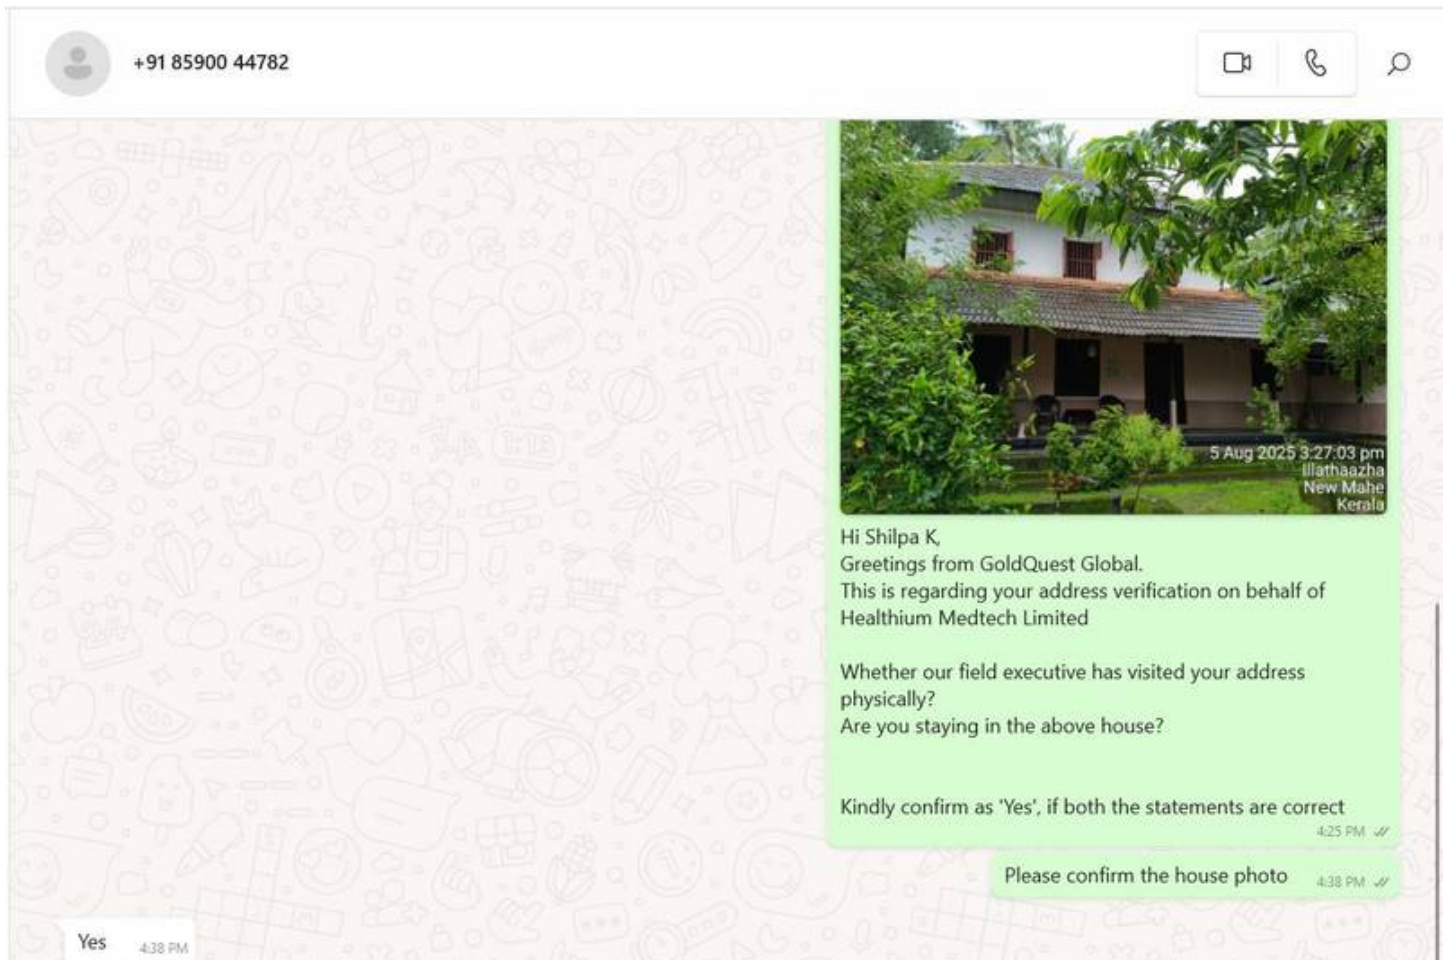 +91 85900 44782
5 Aug 2025 3:27:03 pm
Illathaazha
New Mahe
Kerala
Hi Shilpa K,
Greetings from GoldQuest Global.
This is regarding your address verification on behalf of
Healthium Medtech Limited
Whether our field executive has visited your address
physically?
Are you staying in the above house?
Kindly confirm as 'Yes', if both the statements are correct
4:25 PM
Please confirm the house photo 4:38 PM
Yes 4:38 PM